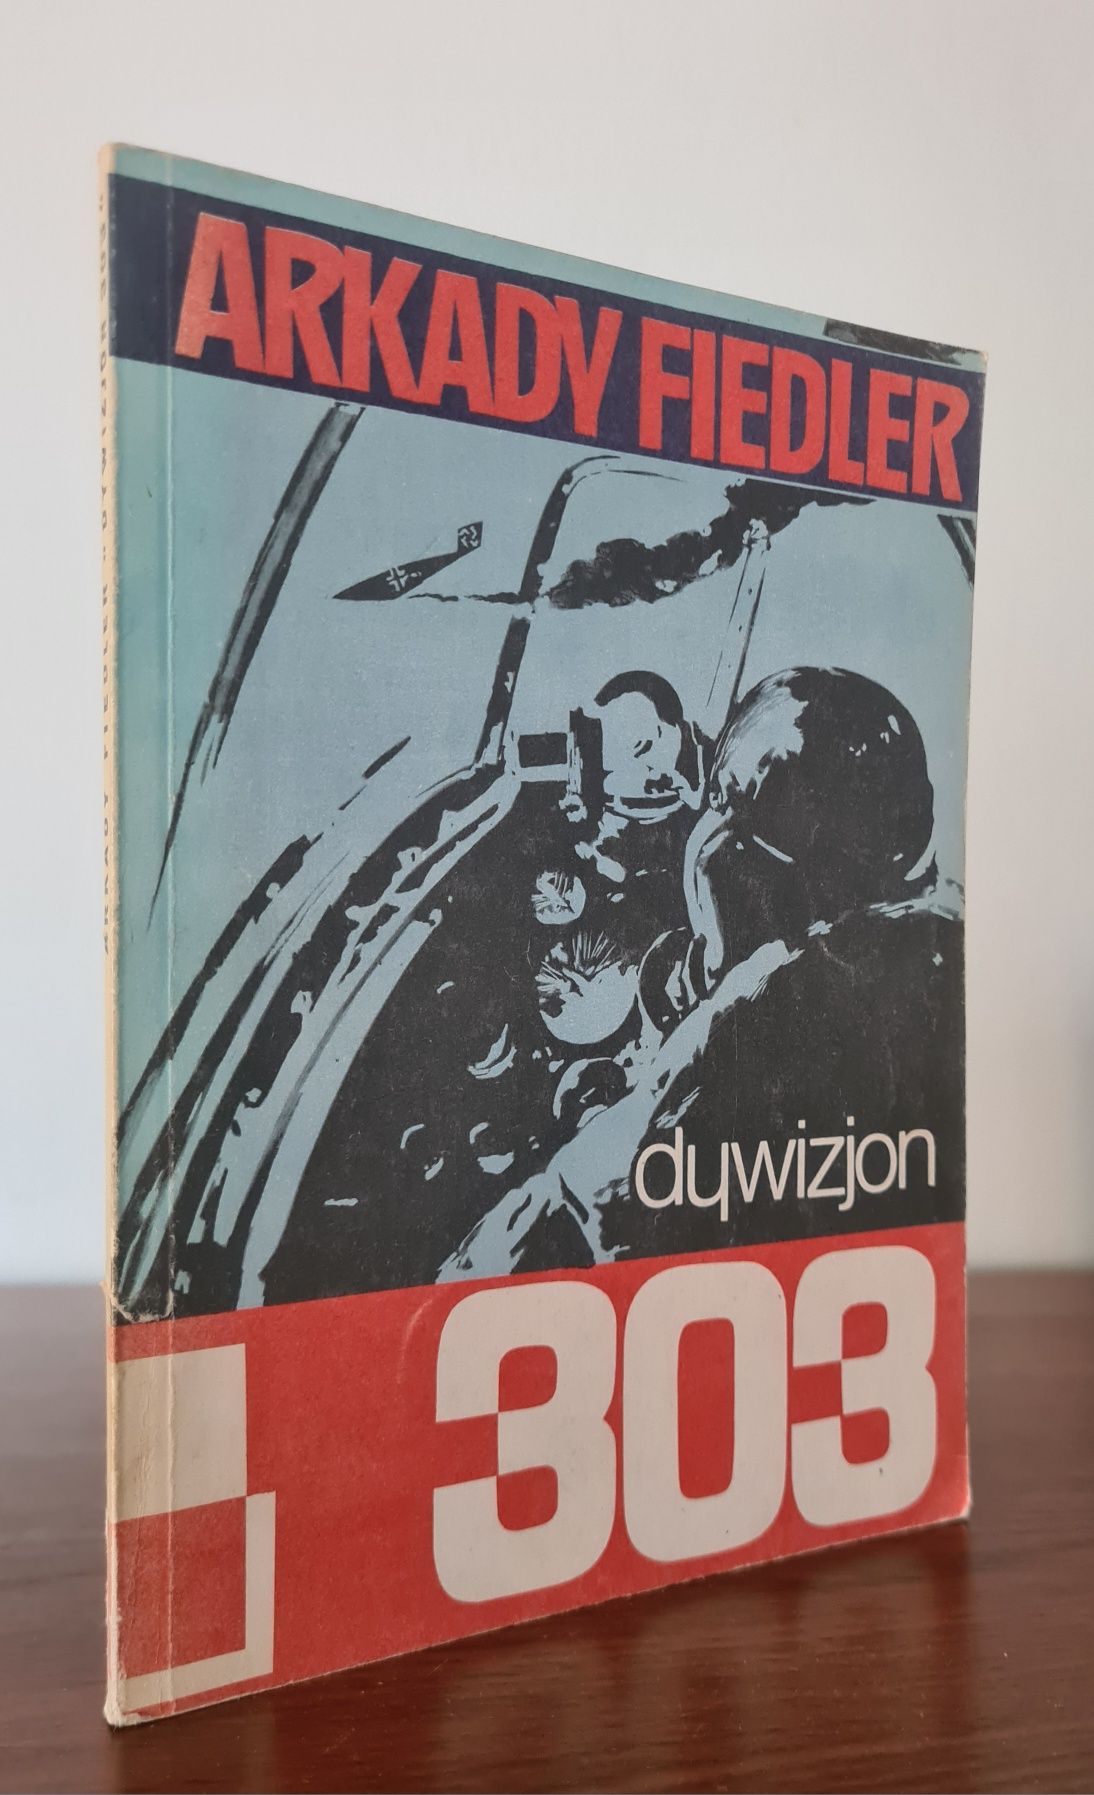 ARKADY FIEDLER
dywizjon
303
ARKADY FIEDLER " DYWIZJON 303 "